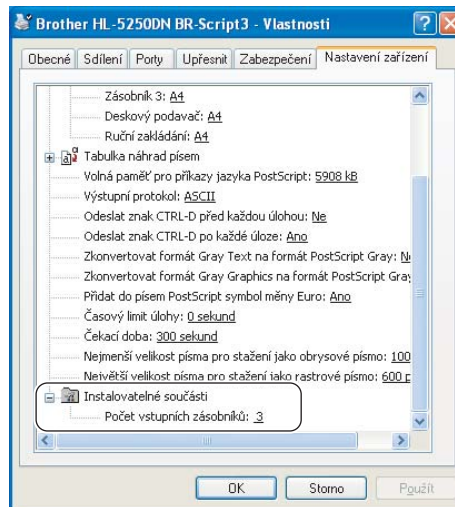 Brother HL-5250DN BR-Script3 - Vlastnosti
Obecné Sdílení Porty Upřesnit Zabezpečení Nastavení zařízení
Zásobník 3: A4
Deskový podavač: A4
Ruční zakládání: A4
Tabulka náhrad písem
Volná paměť pro příkazy jazyka PostScript: 5908 kB
Výstupní protokol: ASCII
Odeslat znak CTRL-D před každou úlohou: Ne
Odeslat znak CTRL-D po každé úloze: Ano
Zkonvertovat formát Gray Text na formát PostScript Gray:
Zkonvertovat formát Gray Graphics na formát PostScript Gray
Přidat do písem PostScript symbol měny Euro: Ano
Časový limit úlohy: 0 sekund
Čekací doba: 300 sekund
Nejmenší velikost písma pro stažení jako obrysové písmo: 100
Největší velikost písma pro stažení jako rastrové písmo: 600
Instalovatelné součásti
Počet vstupních zásobníků: 3
OK Storno Použít